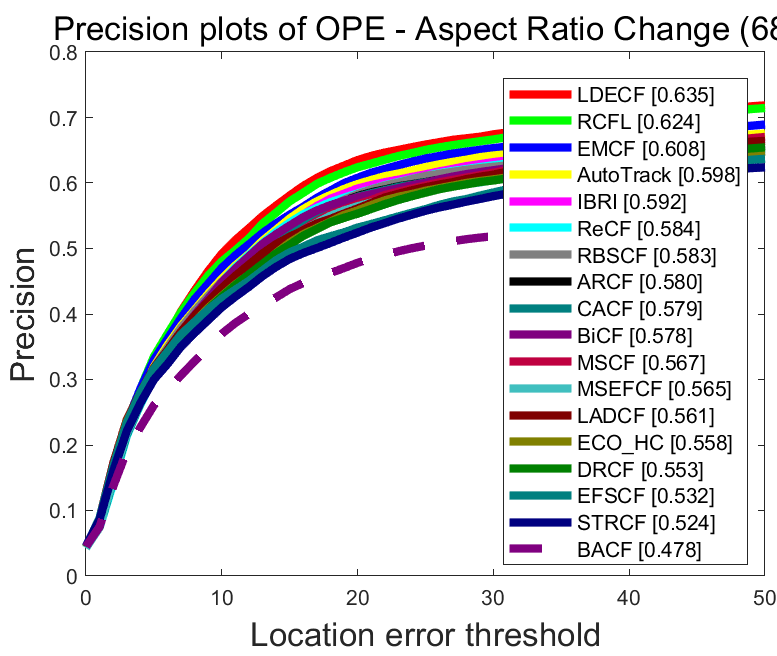 Precision plots of OPE - Aspect Ratio Change (68
0.8
0.7
0.6
0.5
0.4
0.3
0.2
0.1
0
Precision
LDECF [0.635]
RCFL [0.624]
EMCF [0.608]
AutoTrack [0.598]
IBRI [0.592]
ReCF [0.584]
RBSCF [0.583]
ARCF [0.580]
CACF [0.579]
BiCF [0.578]
MSCF [0.567]
MSEFCF [0.565]
LADCF [0.561]
ECO_HC [0.558]
DRCF [0.553]
EFSCF [0.532]
STRCF [0.524]
BACF [0.478]
0 10 20 30 40 50
Location error threshold